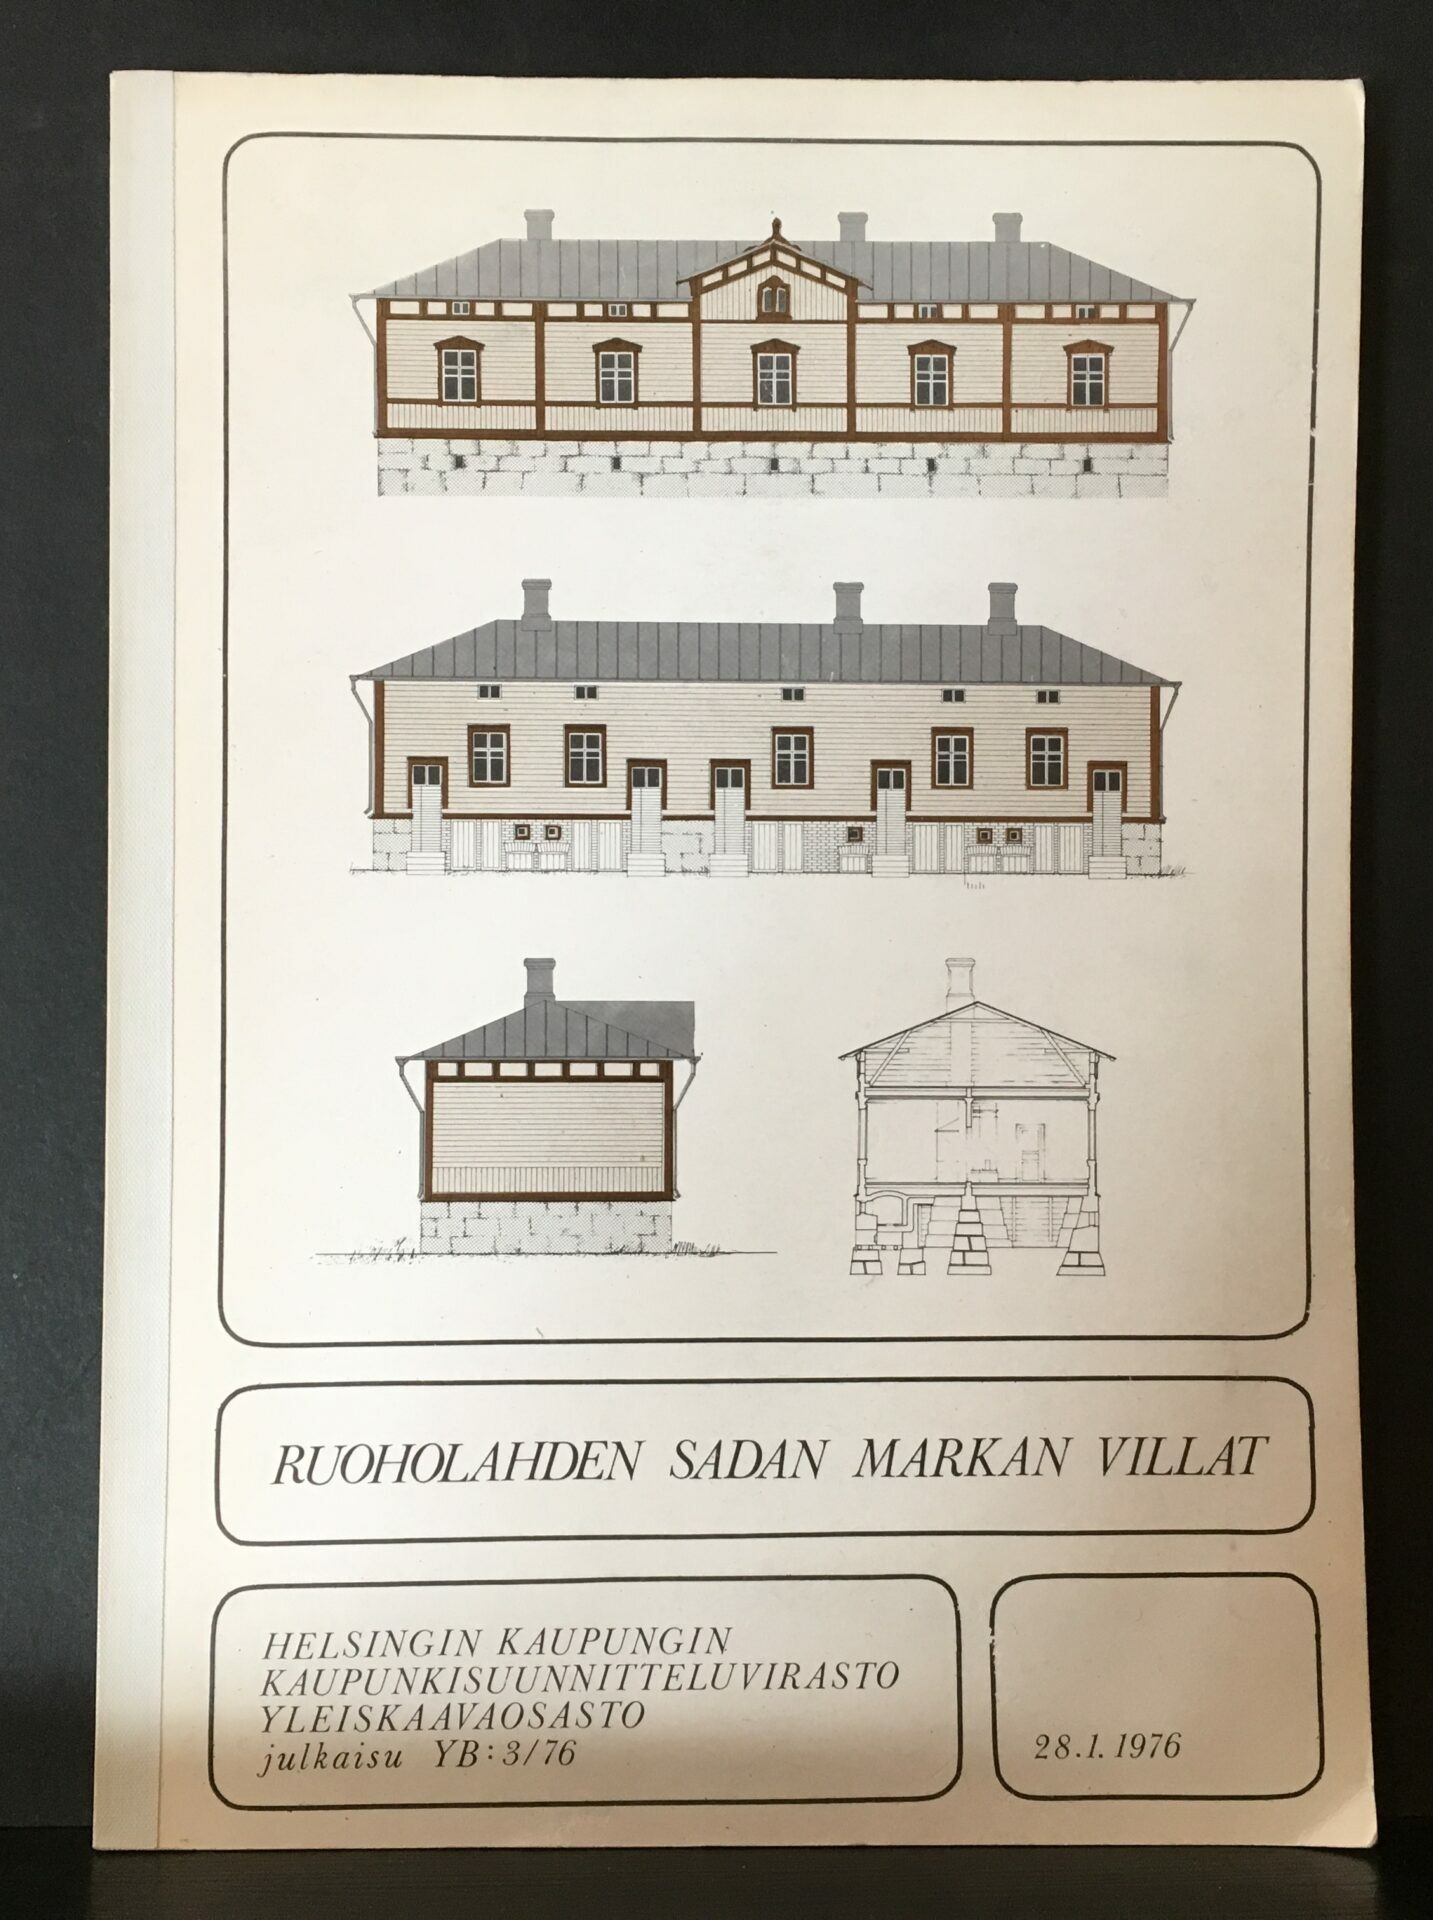 RUOHOLAHDEN SADAN MARKAN VILLAT
HELSINGIN KAUPUNGIN
KAUPUNKISUUNNITTELUVIRASTO
YLEISKAAVAOSASTO
julkaisu YB:3/76
28.1.1976